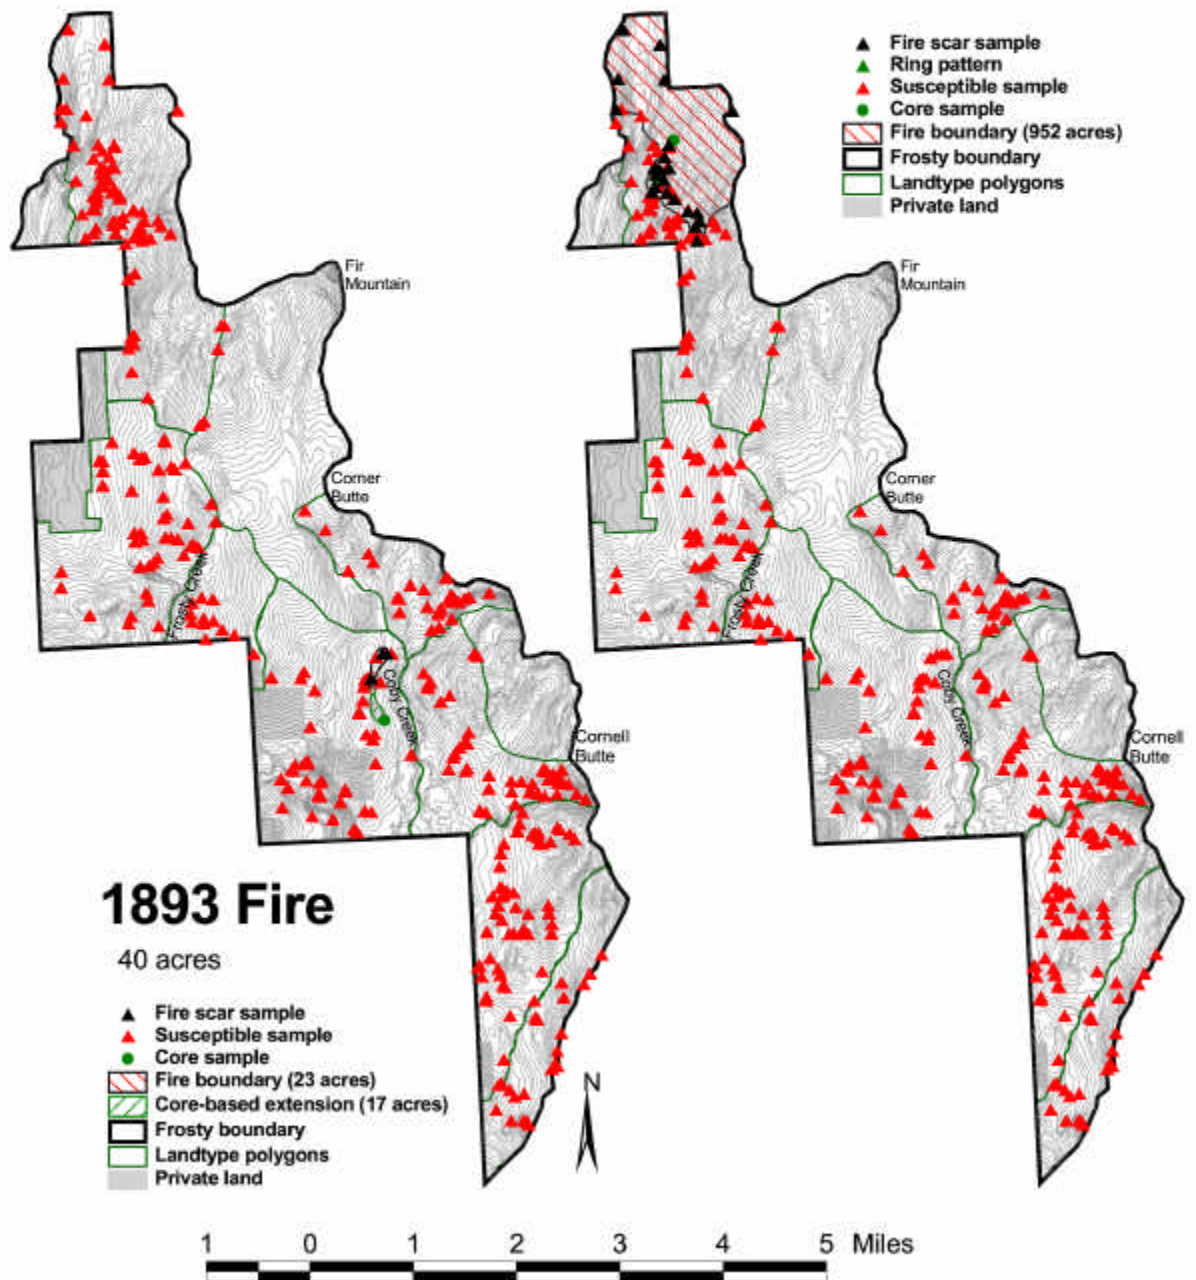 Fire scar sample
Ring pattern
Susceptible sample
Core sample
Fire boundary (952 acres)
Frosty boundary
Landtype polygons
Private land
Fir
Mountain
Fir
Mountain
Corner
Butte
Corner
Butte
Frosty Creek
Frosty Creek
Coby Creek
Coby Creek
Cornell
Butte
Cornell
Butte
1893 Fire
40 acres
Fire scar sample
Susceptible sample
Core sample
Fire boundary (23 acres)
Core-based extension (17 acres)
Frosty boundary
Landtype polygons
Private land
N
1 0 1 2 3 4 5 Miles